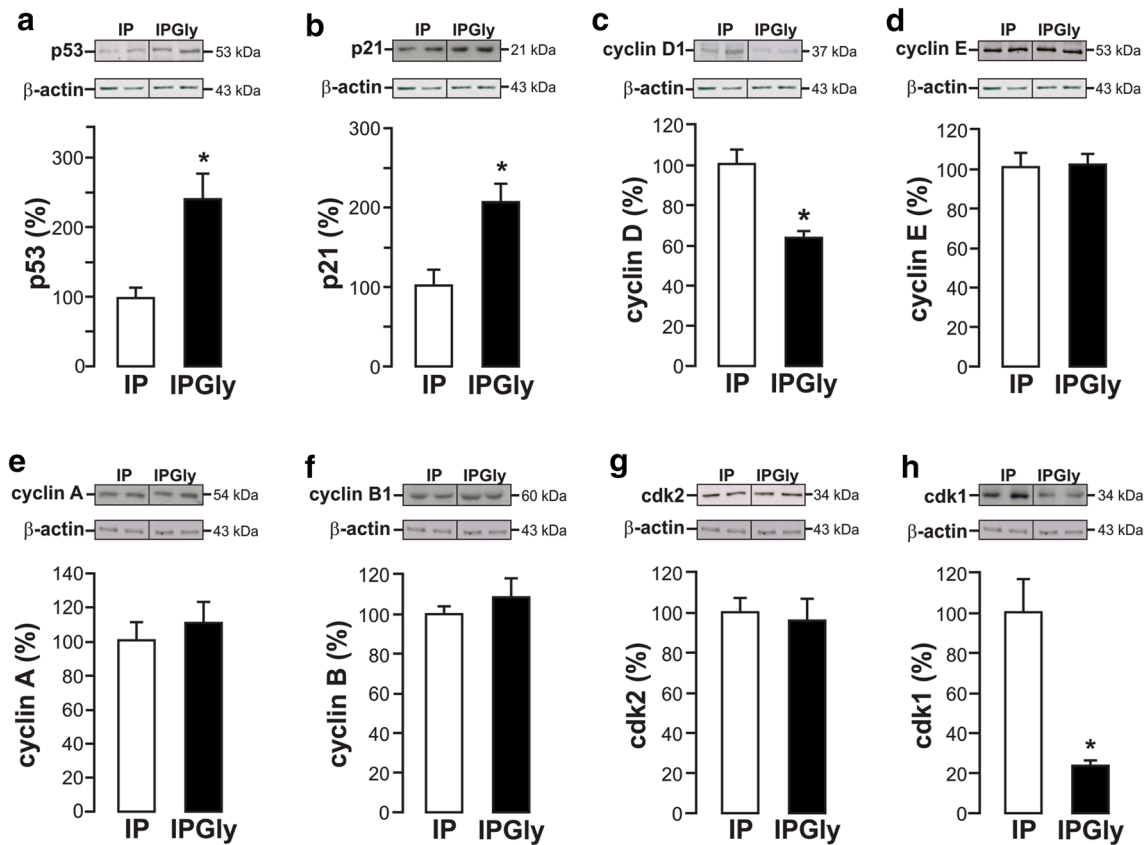 a
IP IPGly
p53 53 kDa
β-actin 43 kDa
300
200
100
0
p53 (%)
*
IP IPGly
b
IP IPGly
p21 21 kDa
β-actin 43 kDa
300
200
100
0
p21 (%)
*
IP IPGly
c
IP IPGly
cyclin D1 37 kDa
β-actin 43 kDa
120
100
80
60
40
20
0
cyclin D (%)
*
IP IPGly
d
IP IPGly
cyclin E 53 kDa
β-actin 43 kDa
120
100
80
60
40
20
0
cyclin E (%)
IP IPGly
e
IP IPGly
cyclin A 54 kDa
β-actin 43 kDa
140
120
100
80
60
40
20
0
cyclin A (%)
IP IPGly
f
IP IPGly
cyclin B1 60 kDa
β-actin 43 kDa
120
100
80
60
40
20
0
cyclin B (%)
IP IPGly
g
IP IPGly
cdk2 34 kDa
β-actin 43 kDa
120
100
80
60
40
20
0
cdk2 (%)
IP IPGly
h
IP IPGly
cdk1 34 kDa
β-actin 43 kDa
120
100
80
60
40
20
0
cdk1 (%)
*
IP IPGly